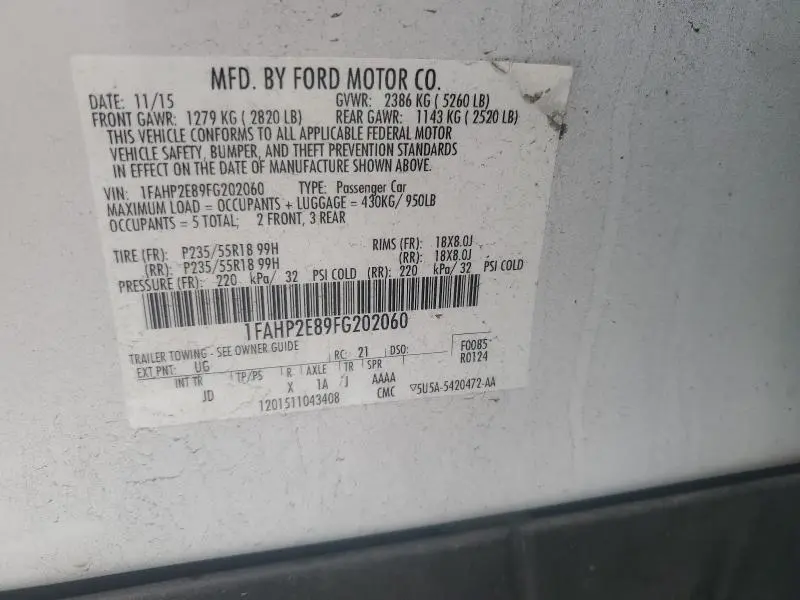 MFD. BY FORD MOTOR CO.
DATE: 11/15 GVWR: 2386 KG ( 5260 LB)
FRONT GAWR: 1279 KG ( 2820 LB) REAR GAWR: 1143 KG ( 2520 LB)
THIS VEHICLE CONFORMS TO ALL APPLICABLE FEDERAL MOTOR
VEHICLE SAFETY, BUMPER, AND THEFT PREVENTION STANDARDS
IN EFFECT ON THE DATE OF MANUFACTURE SHOWN ABOVE.
VIN: 1FAHP2E89FG202060 TYPE: Passenger Car
MAXIMUM LOAD = OCCUPANTS + LUGGAGE = 430KG/ 950LB
OCCUPANTS = 5 TOTAL; 2 FRONT, 3 REAR
TIRE (FR): P235/55R18 99H RIMS (FR): 18X8.0J
(RR): P235/55R18 99H (RR): 18X8.0J
PRESSURE (FR): 220 kPa/ 32 PSI COLD (RR): 220 kPa/ 32 PSI COLD
1FAHP2E89FG202060
TRAILER TOWING - SEE OWNER GUIDE
EXT PNT: UG RC: 21 DSO: F0085
R0124
INT TR TP/PS R AXLE TR SPR
JD X 1A J AAAA
1201511043408 CMC ▽5U5A-5420472-AA